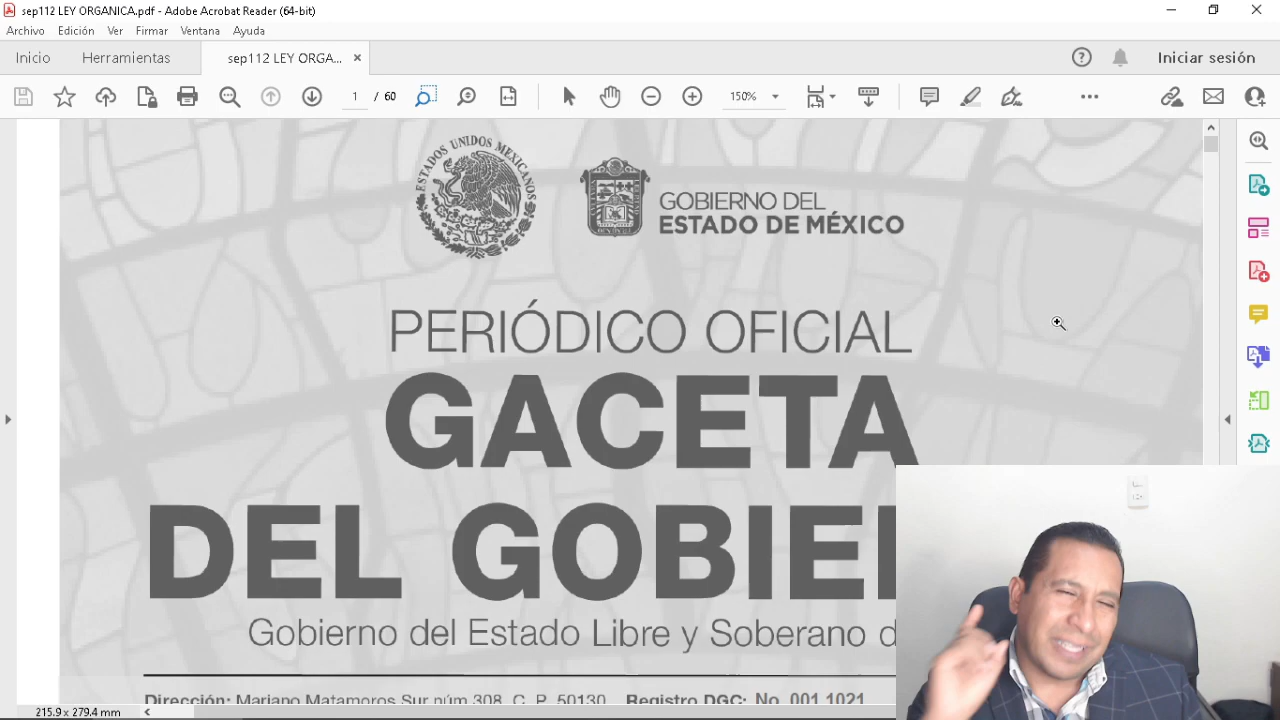 sep112 LEY ORGANICA.pdf - Adobe Acrobat Reader (64-bit)
Archivo Edición Ver Firmar Ventana Ayuda
Inicio Herramientas sep112 LEY ORGA... × Iniciar sesión
1 / 60 150%
ESTADOS UNIDOS MEXICANOS
GOBIERNO DEL
ESTADO DE MÉXICO
PERIÓDICO OFICIAL
GACETA
DEL GOBIE
Gobierno del Estado Libre y Soberano d
Dirección: Mariano Matamoros Sur núm. 308, C. P. 50130. Registro DGC: No. 001 1021
215.9 x 279.4 mm